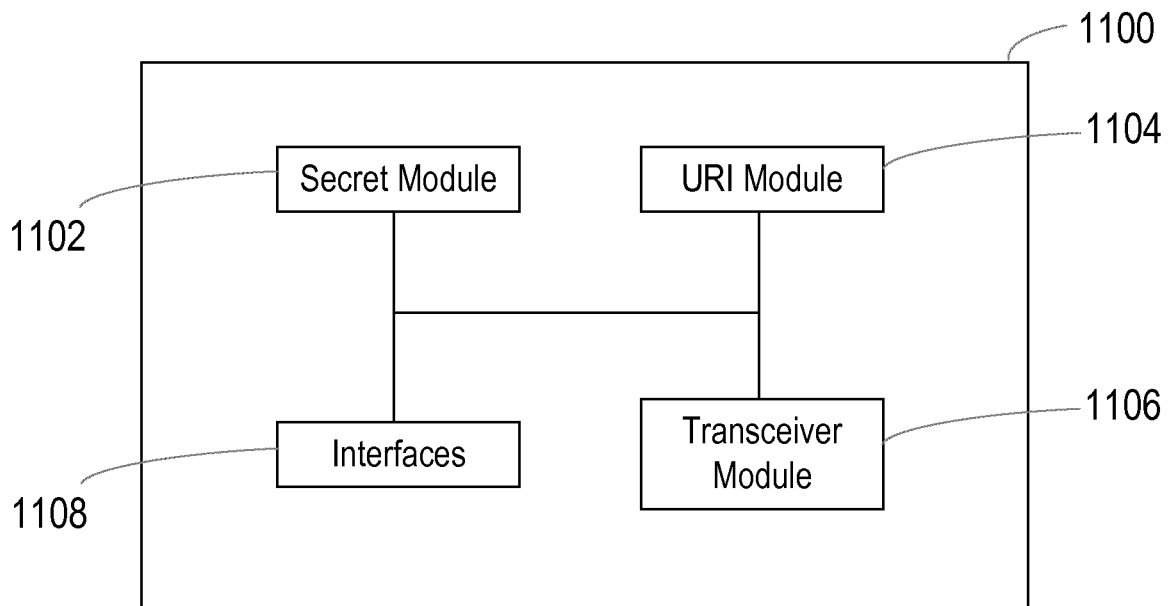 1100
1104
Secret Module
URI Module
1102
1106
Transceiver
Module
Interfaces
1108